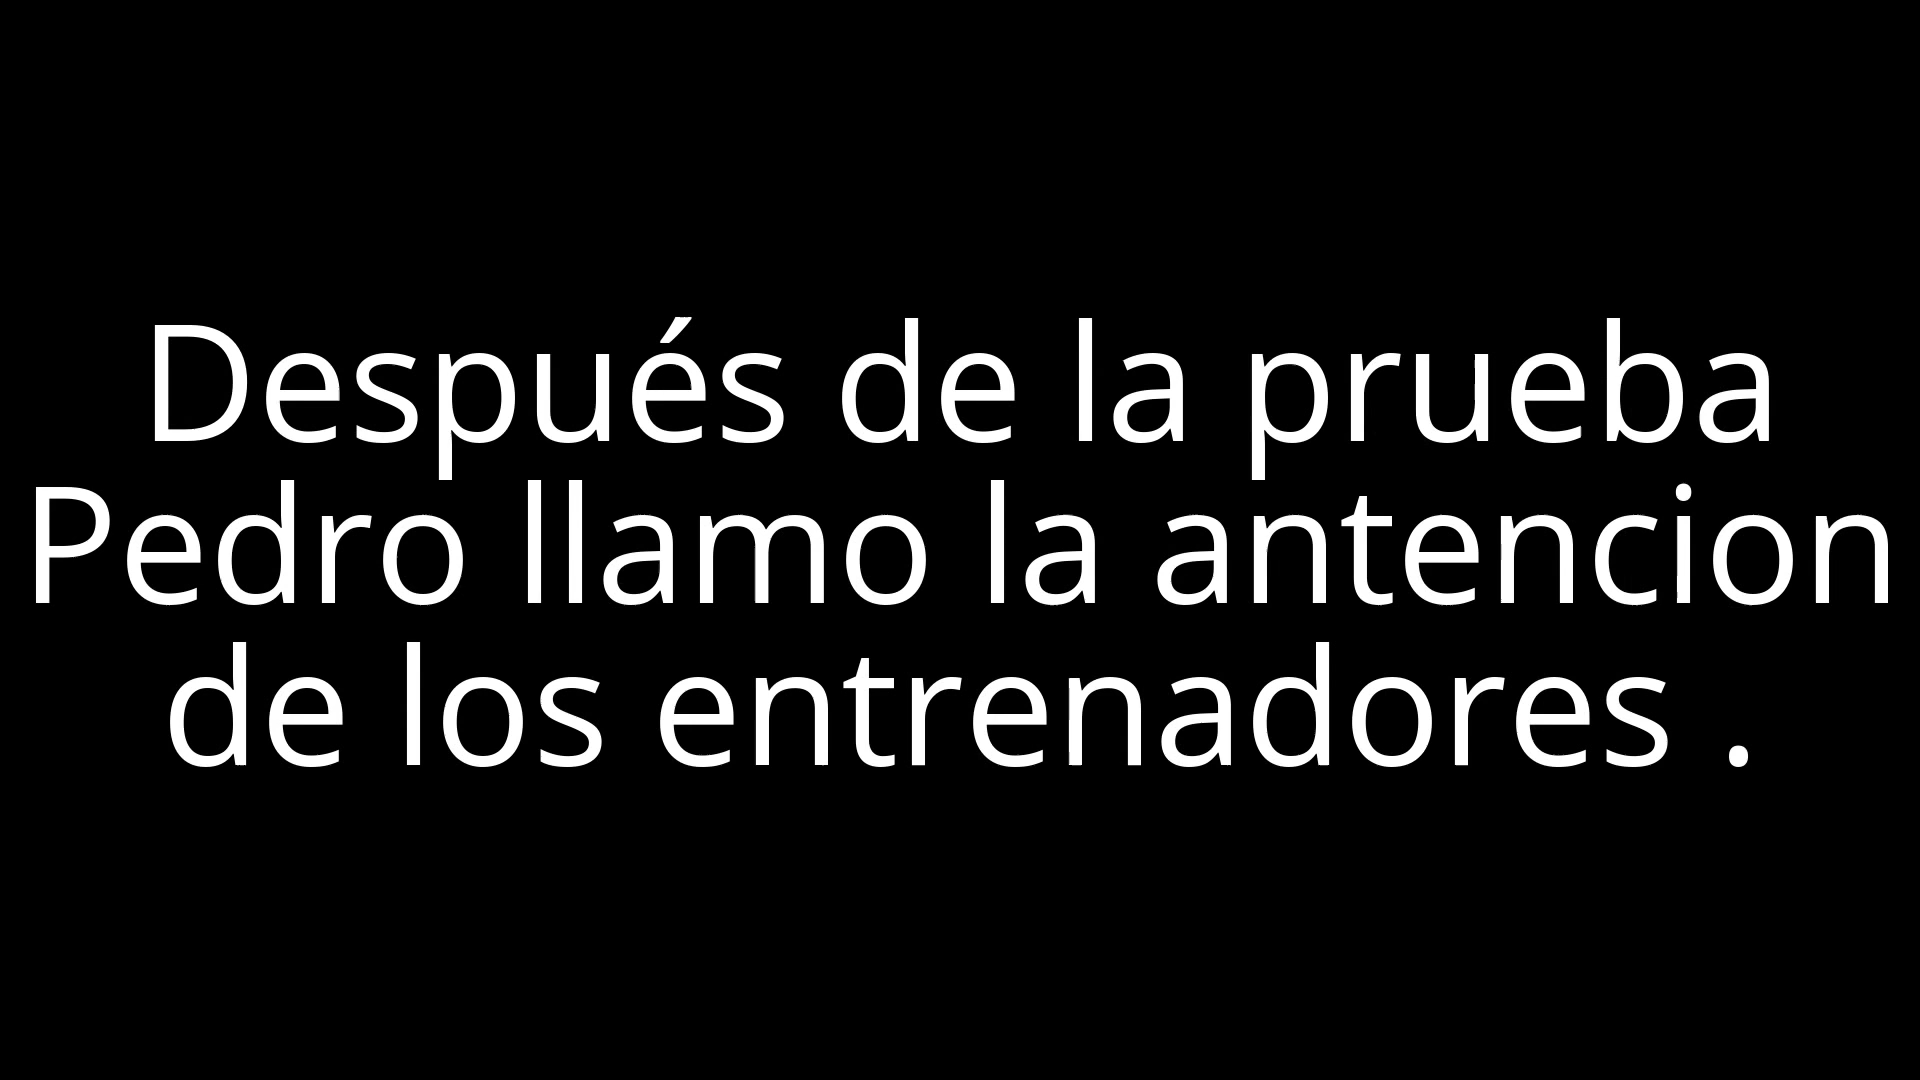 Después de la prueba
Pedro llamo la antencion
de los entrenadores .